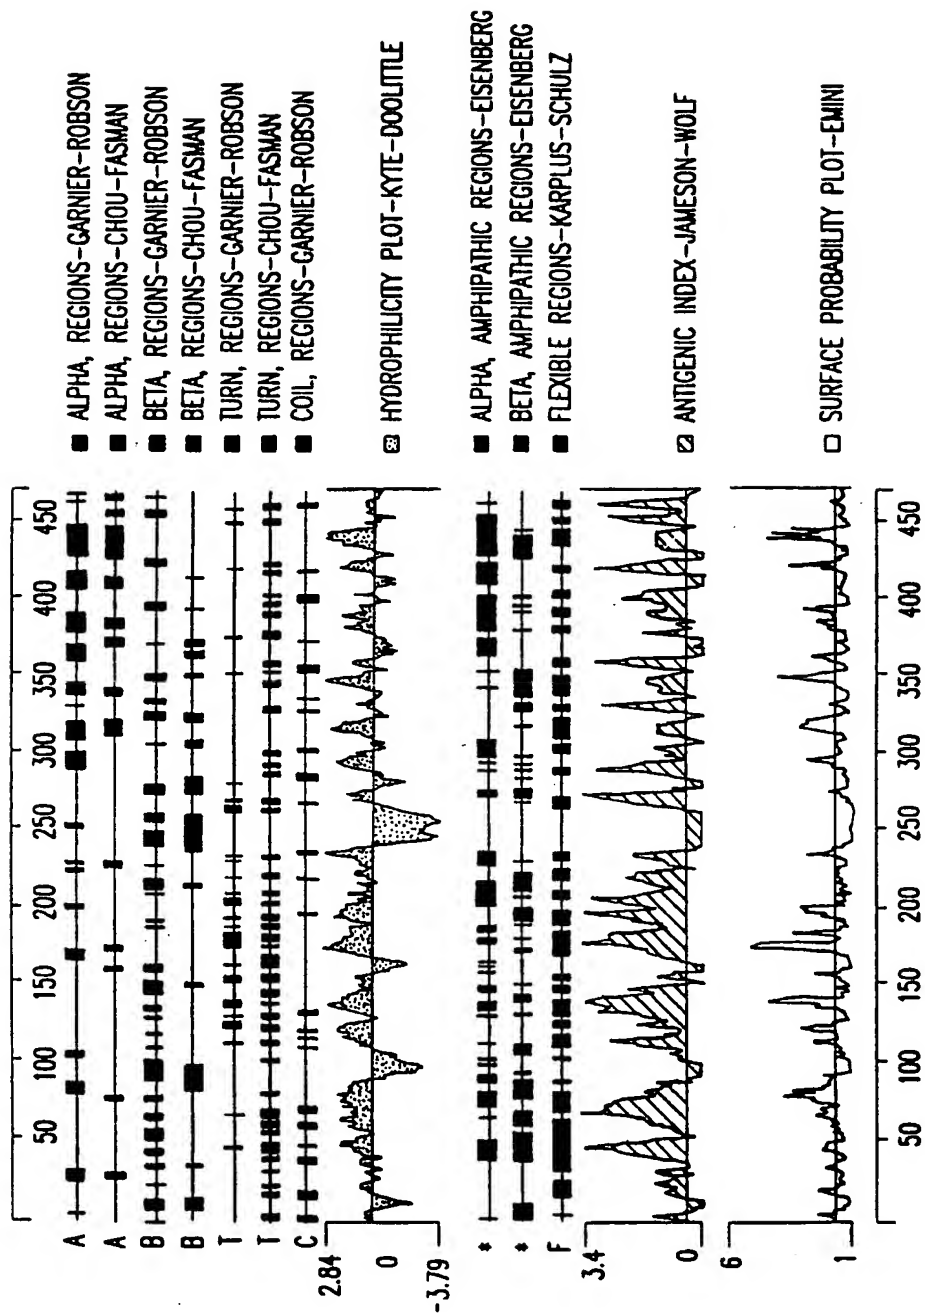 50 100 150 200 250 300 350 400 450
A ALPHA, REGIONS-GARNIER-ROBSON
A ALPHA, REGIONS-CHOU-FASMAN
B BETA, REGIONS-GARNIER-ROBSON
B BETA, REGIONS-CHOU-FASMAN
T TURN, REGIONS-GARNIER-ROBSON
T TURN, REGIONS-CHOU-FASMAN
C COIL, REGIONS-GARNIER-ROBSON
2.84
0 HYDROPHILICITY PLOT-KYTE-DOOLITTLE
-3.79
* ALPHA, AMPHIPATHIC REGIONS-EISENBERG
* BETA, AMPHIPATHIC REGIONS-EISENBERG
F FLEXIBLE REGIONS-KARPLUS-SCHULZ
3.4
0 ANTIGENIC INDEX-JAMESON-WOLF
6
SURFACE PROBABILITY PLOT-EMINI
1
50 100 150 200 250 300 350 400 450